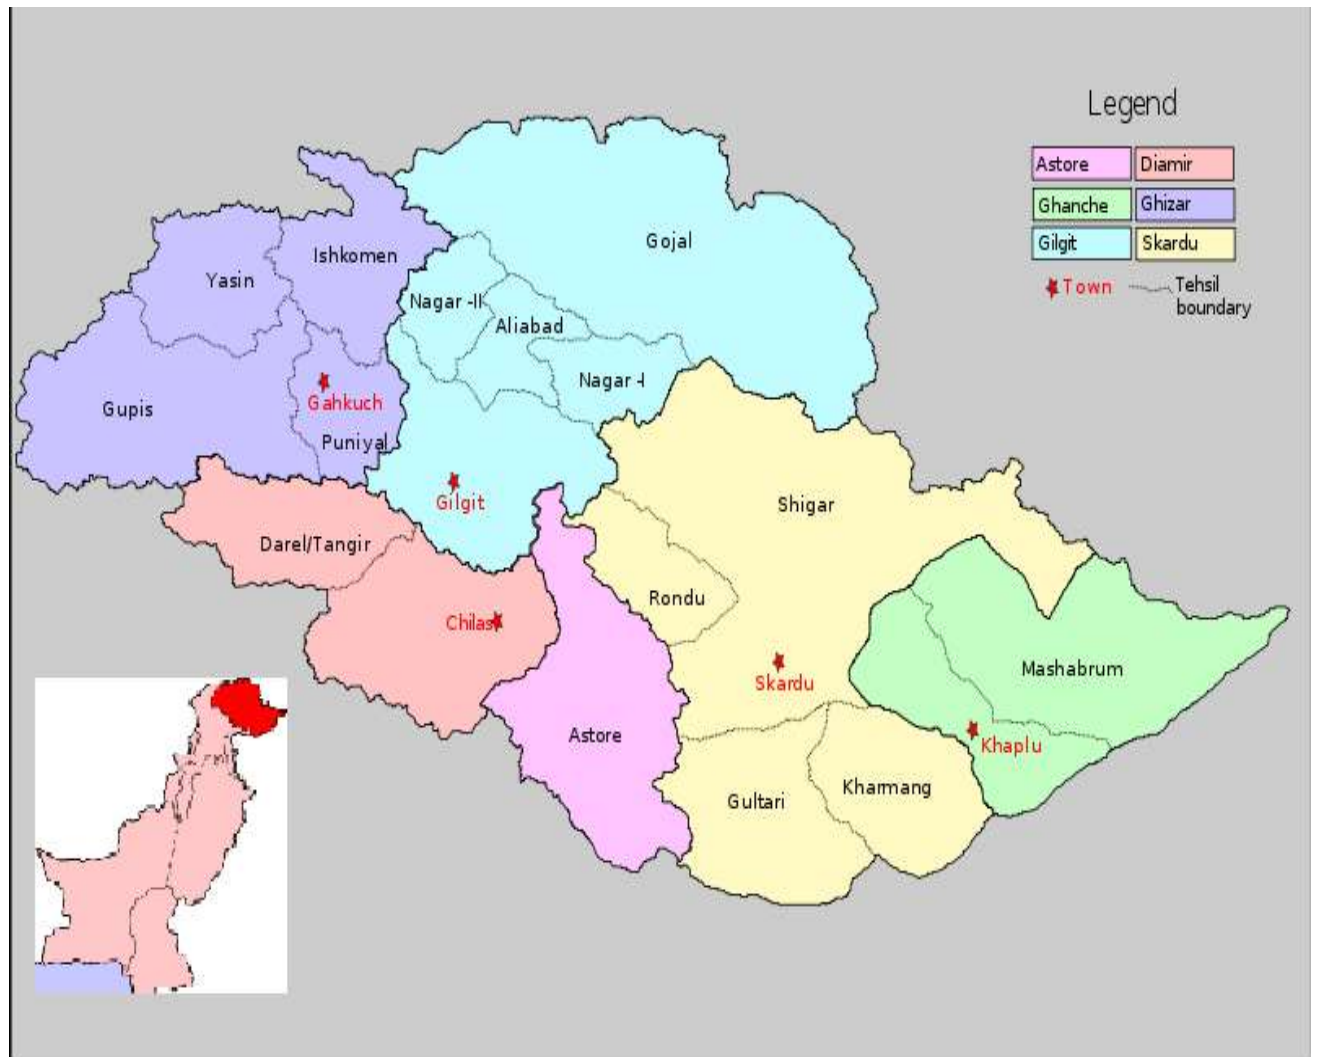 Legend
Astore Diamir
Ghanche Ghizar
Gilgit Skardu
Town Tehsil
boundary
Gojal
Ishkomen
Yasin
Nagar -II
Aliabad
Nagar -I
Gupis
Gahkuch
Puniyal
Gilgit
Shigar
Darel/Tangir
Rondu
Chilas
Mashabrum
Skardu
Astore
Khaplu
Kharmang
Gultari